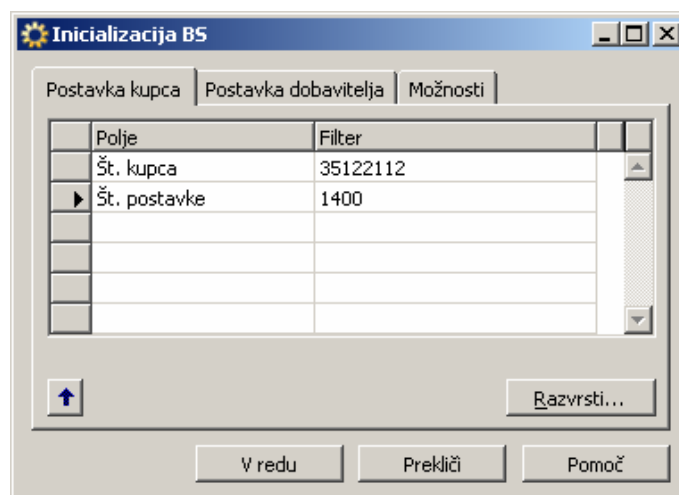 Inicializacija BS
Postavka kupca Postavka dobavitelja Možnosti
Polje Filter
Št. kupca 35122112
Št. postavke 1400
Razvrsti...
V redu Prekliči Pomoč